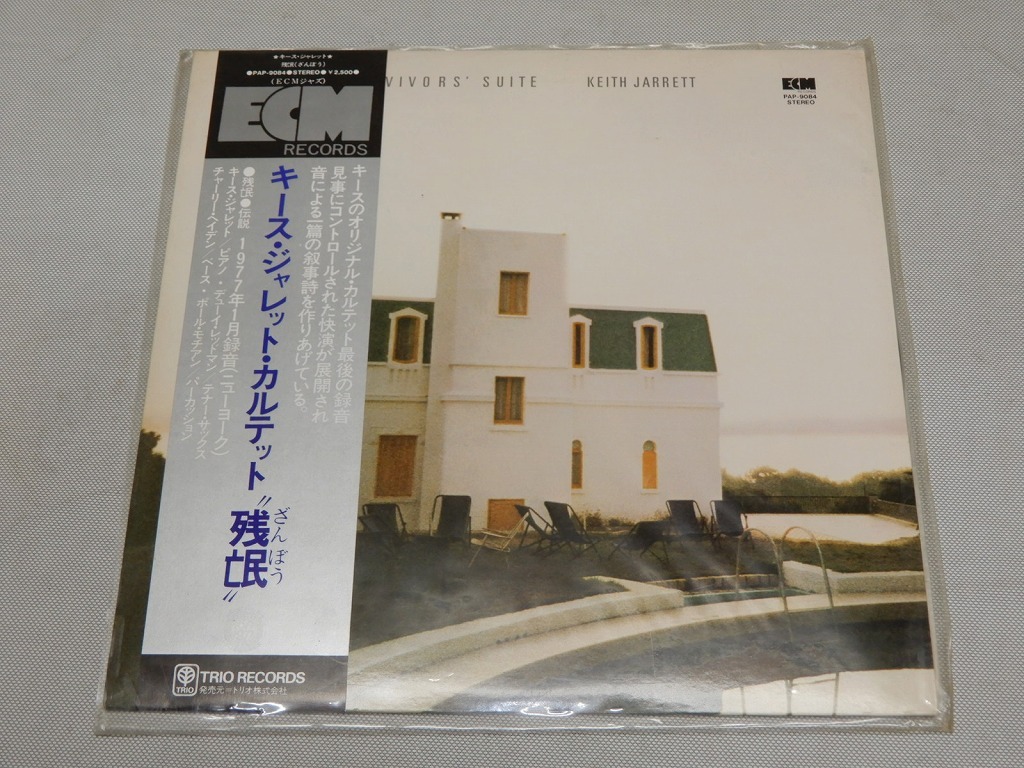 ★キース・ジャレット★
残氓(ざんぼう)
●PAP-9084●STEREO●¥2,500●
(ECMジャズ)
ECM
RECORDS
キースのオリジナル・カルテット最後の録音
見事にコントロールされた快演が展開され
音による一篇の叙事詩を作りあげている。
キース・ジャレット・カルテット
"残氓"
ざんぼう
●残氓●伝説 1977年1月録音(ニューヨーク)
キース・ジャレット/ピアノ・デューイ・レッドマン/テナー・サックス
チャーリー・ヘイデン/ベース・ポール・モチアン/パーカッション
TRIO
TRIO RECORDS
発売元=トリオ株式会社
VIVORS' SUITE KEITH JARRETT
ECM
PAP-9084
STEREO